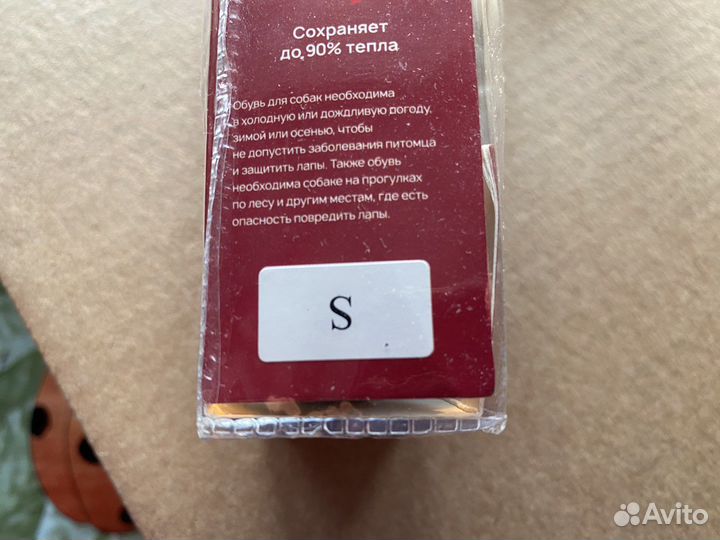 Сохраняет
до 90% тепла
Обувь для собак необходима
в холодную или дождливую погоду,
зимой или осенью, чтобы
не допустить заболевания питомца
и защитить лапы. Также обувь
необходима собаке на прогулках
по лесу и другим местам, где есть
опасность повредить лапы.
S
Avito